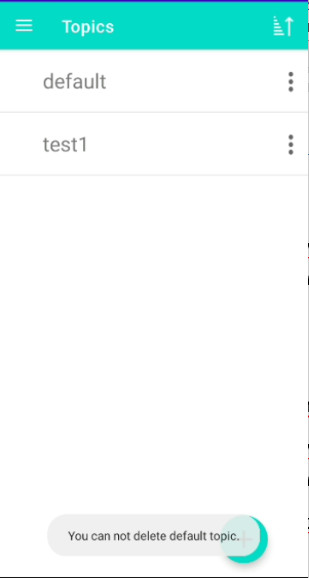 Topics
default
test1
You can not delete default topic.